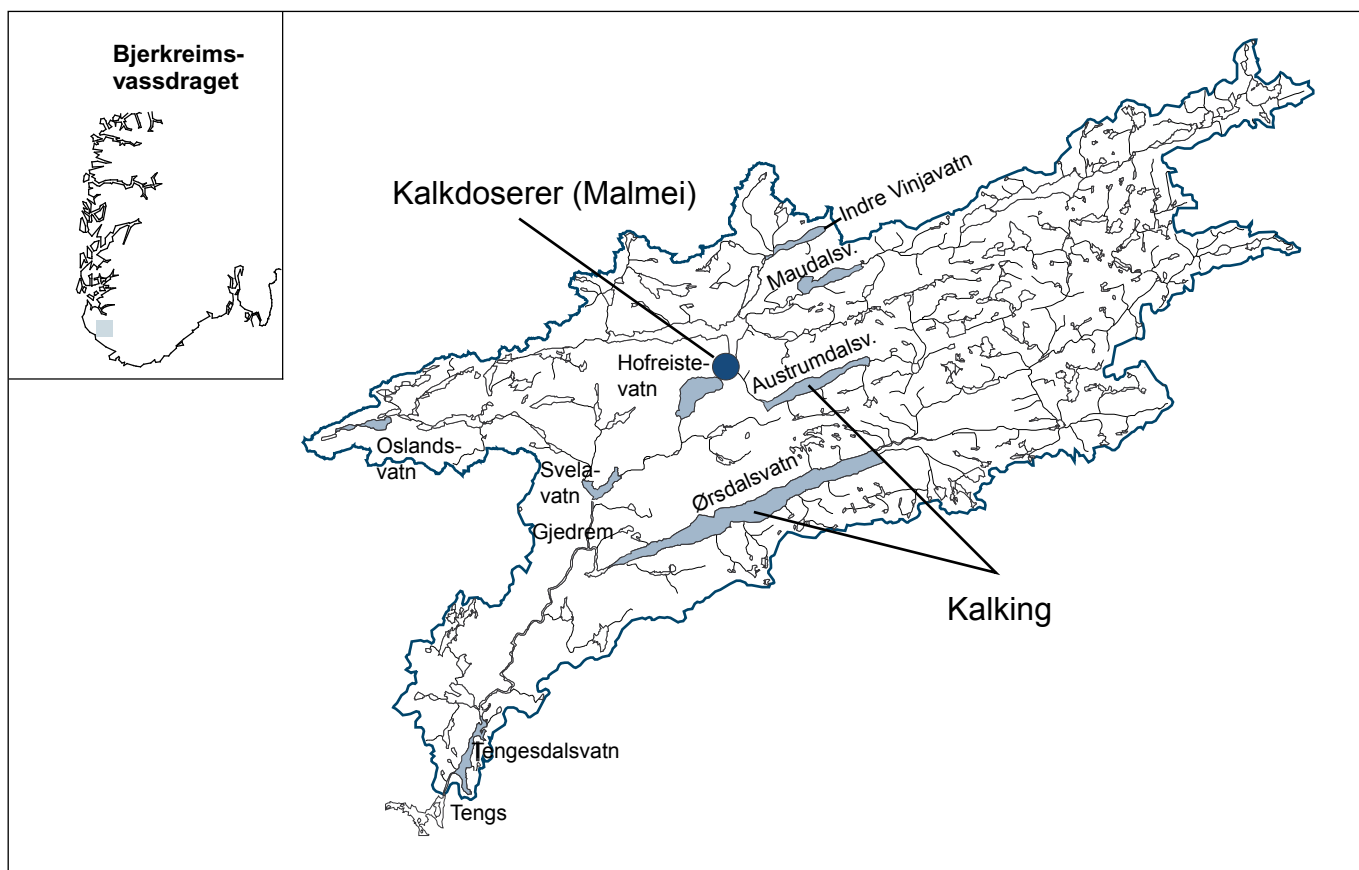 Bjerkreims-
vassdraget
Kalkdoserer (Malmei)
Indre Vinjavatn
Maudalsv.
Hofreiste-
vatn
Austrumdalsv.
Oslands-
vatn
Svela-
vatn
Ørsdalsvatn
Gjedrem
Kalking
Tengesdalsvatn
Tengs